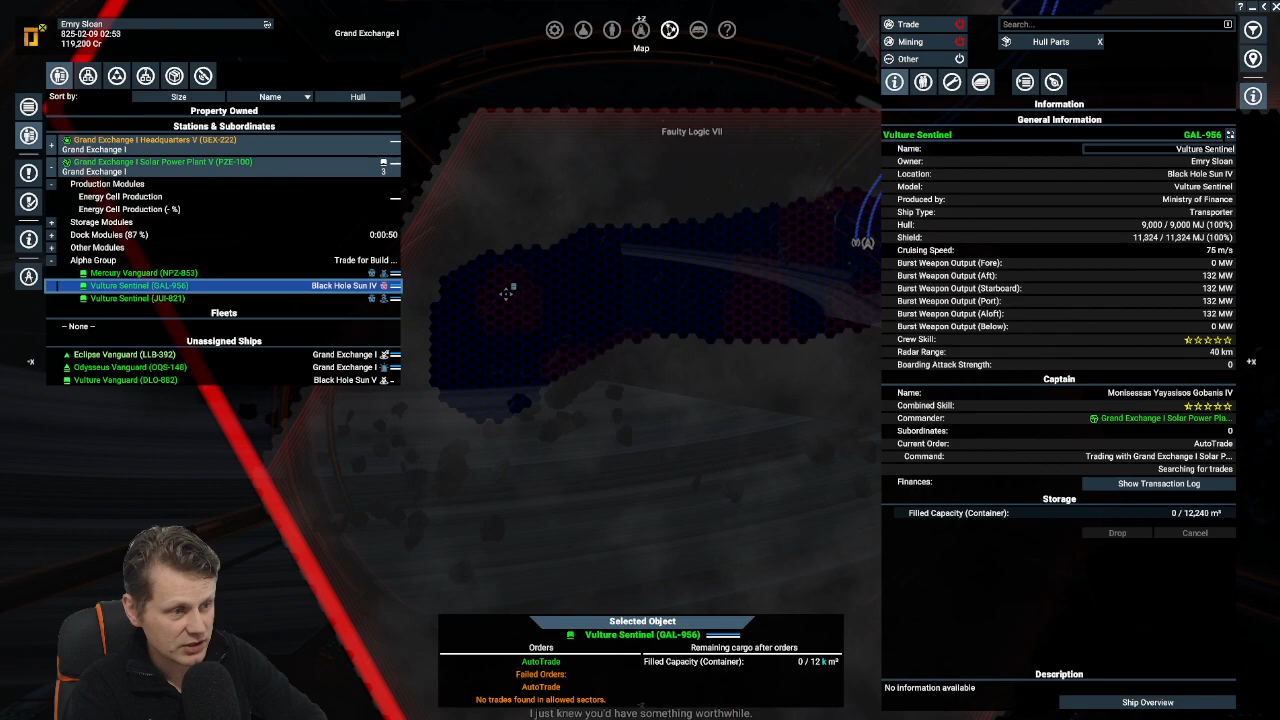 Emry Sloan
825-02-09 02:53
119,200 Cr
Grand Exchange I
+Z
Map
Sort by:
Size
Name
Hull
Property Owned
Stations & Subordinates
+
Grand Exchange I Headquarters V (GEX-222)
Grand Exchange I
-
Grand Exchange I Solar Power Plant V (PZE-100)
Grand Exchange I
3
-
Production Modules
Energy Cell Production
Energy Cell Production (- %)
+
Storage Modules
+
Dock Modules (87 %)
0:00:50
+
Other Modules
-
Alpha Group
Trade for Build ...
Mercury Vanguard (NPZ-853)
Vulture Sentinel (GAL-956)
Black Hole Sun IV
Vulture Sentinel (JUI-821)
Fleets
-- None --
Unassigned Ships
Eclipse Vanguard (LLB-392)
Grand Exchange I
Odysseus Vanguard (OQS-148)
Grand Exchange I
Vulture Vanguard (DLO-882)
Black Hole Sun V
-X
+X
Faulty Logic VII
Selected Object
Vulture Sentinel (GAL-956)
Orders
Remaining cargo after orders
AutoTrade
Filled Capacity (Container):
0 / 12 k m³
Failed Orders:
AutoTrade
No trades found in allowed sectors.
I just knew you'd have something worthwhile.
Trade
Search...
Mining
Hull Parts
X
Other
Information
General Information
Vulture Sentinel
GAL-956
Name:
Vulture Sentinel
Owner:
Emry Sloan
Location:
Black Hole Sun IV
Model:
Vulture Sentinel
Produced by:
Ministry of Finance
Ship Type:
Transporter
Hull:
9,000 / 9,000 MJ (100%)
Shield:
11,324 / 11,324 MJ (100%)
Cruising Speed:
75 m/s
Burst Weapon Output (Fore):
0 MW
Burst Weapon Output (Aft):
132 MW
Burst Weapon Output (Starboard):
132 MW
Burst Weapon Output (Port):
132 MW
Burst Weapon Output (Aloft):
132 MW
Burst Weapon Output (Below):
0 MW
Crew Skill:
Radar Range:
40 km
Boarding Attack Strength:
0
Captain
Name:
Monisessas Yayasisos Gobanis IV
Combined Skill:
Commander:
Grand Exchange I Solar Power Pla...
Subordinates:
0
Current Order:
AutoTrade
Command:
Trading with Grand Exchange I Solar P...
Searching for trades
Finances:
Show Transaction Log
Storage
Filled Capacity (Container):
0 / 12,240 m³
Drop
Cancel
Description
No information available
Ship Overview